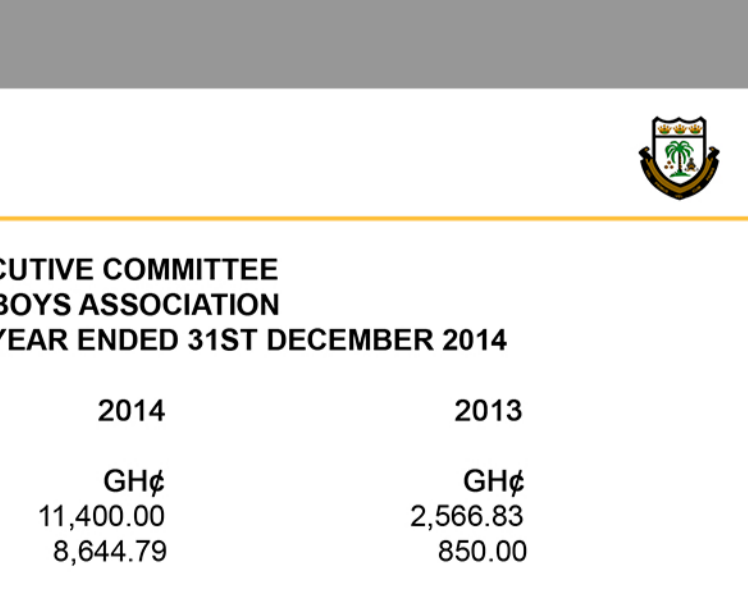 CUTIVE COMMITTEE
BOYS ASSOCIATION
YEAR ENDED 31ST DECEMBER 2014
2014 2013
GH¢ GH¢
11,400.00 2,566.83
8,644.79 850.00